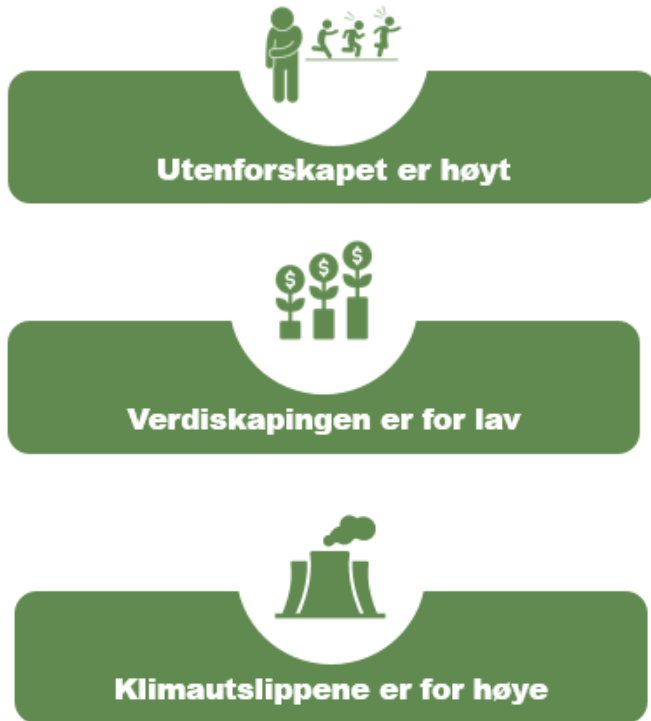 Utenforskapet er høyt
$ $ $
Verdiskapingen er for lav
Klimautslippene er for høye